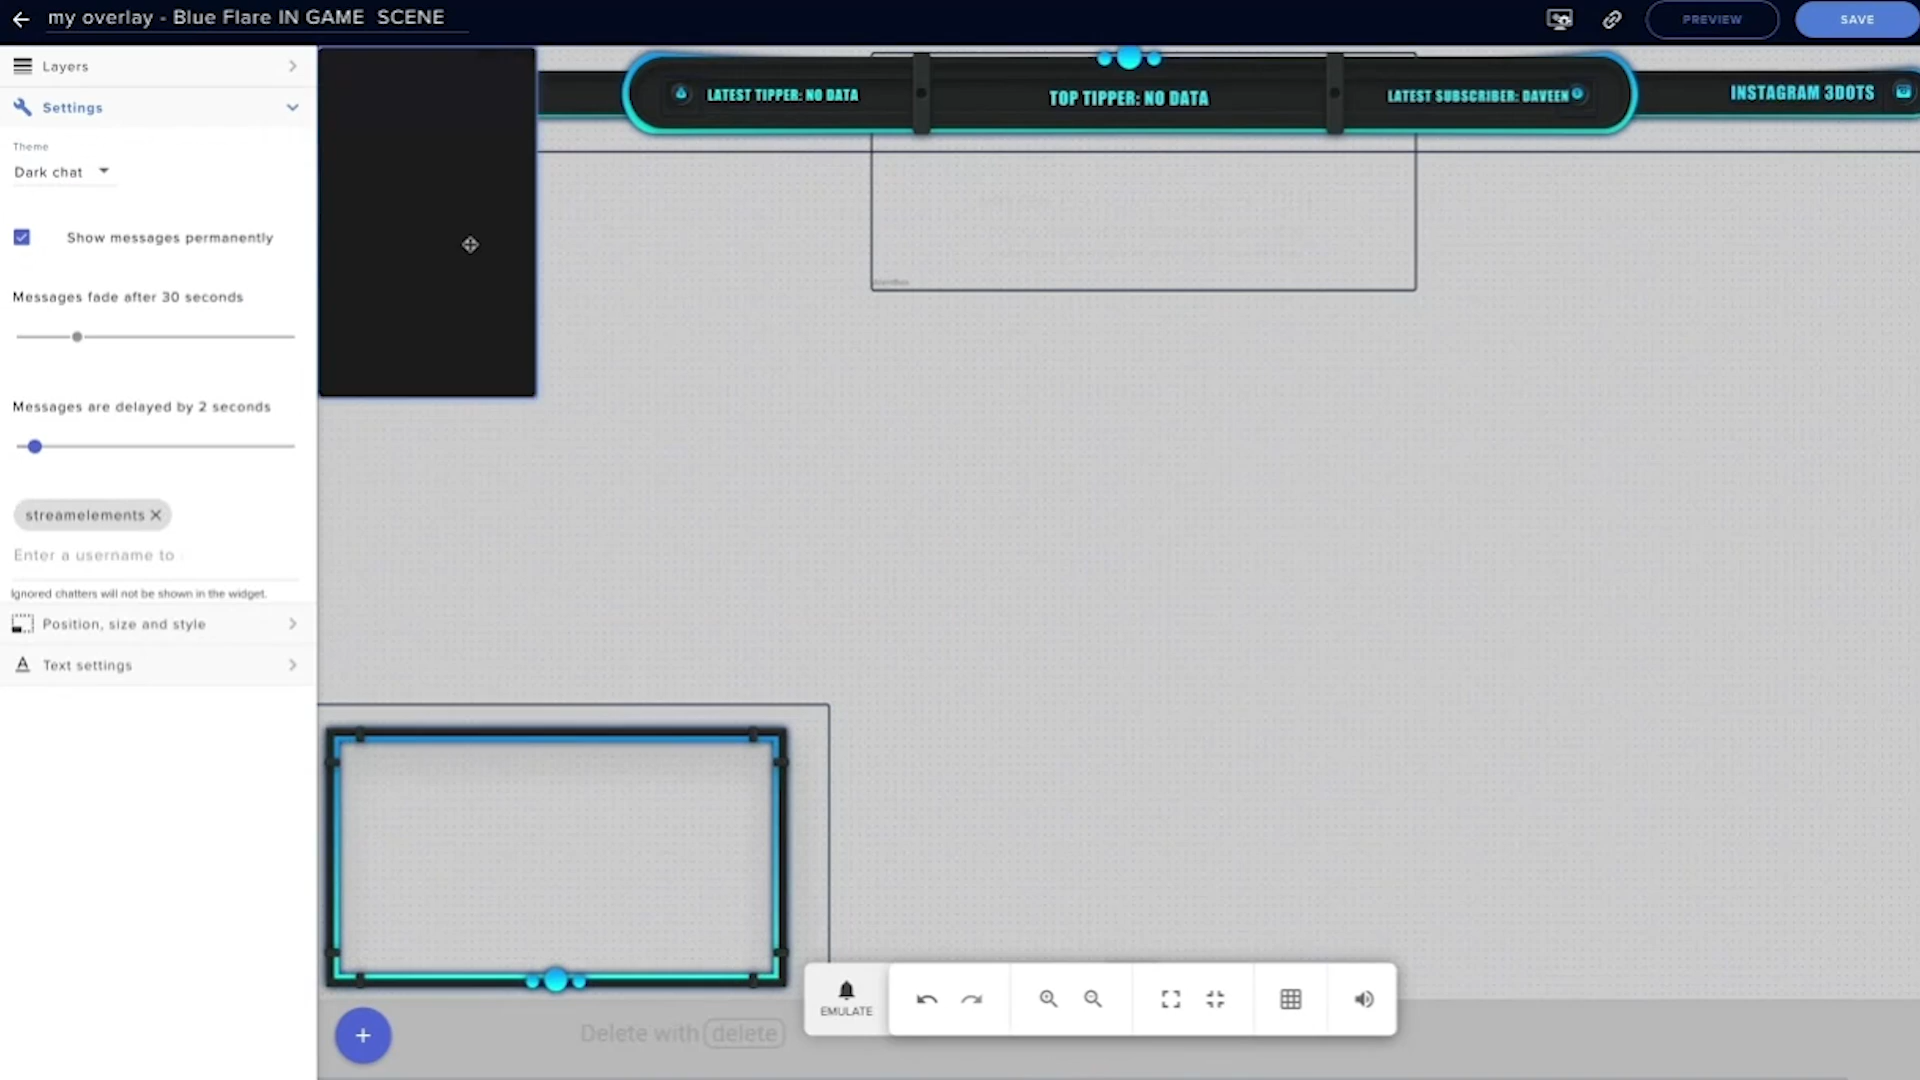 my overlay - Blue Flare IN GAME  SCENE
PREVIEW
SAVE
Layers
Settings
Theme
Dark chat
Show messages permanently
Messages fade after 30 seconds
Messages are delayed by 2 seconds
streamelements
Enter a username to
Ignored chatters will not be shown in the widget.
Position, size and style
Text settings
LATEST TIPPER: NO DATA
TOP TIPPER: NO DATA
LATEST SUBSCRIBER: DAVEEN
INSTAGRAM 3DOTS
EMULATE
Delete with delete